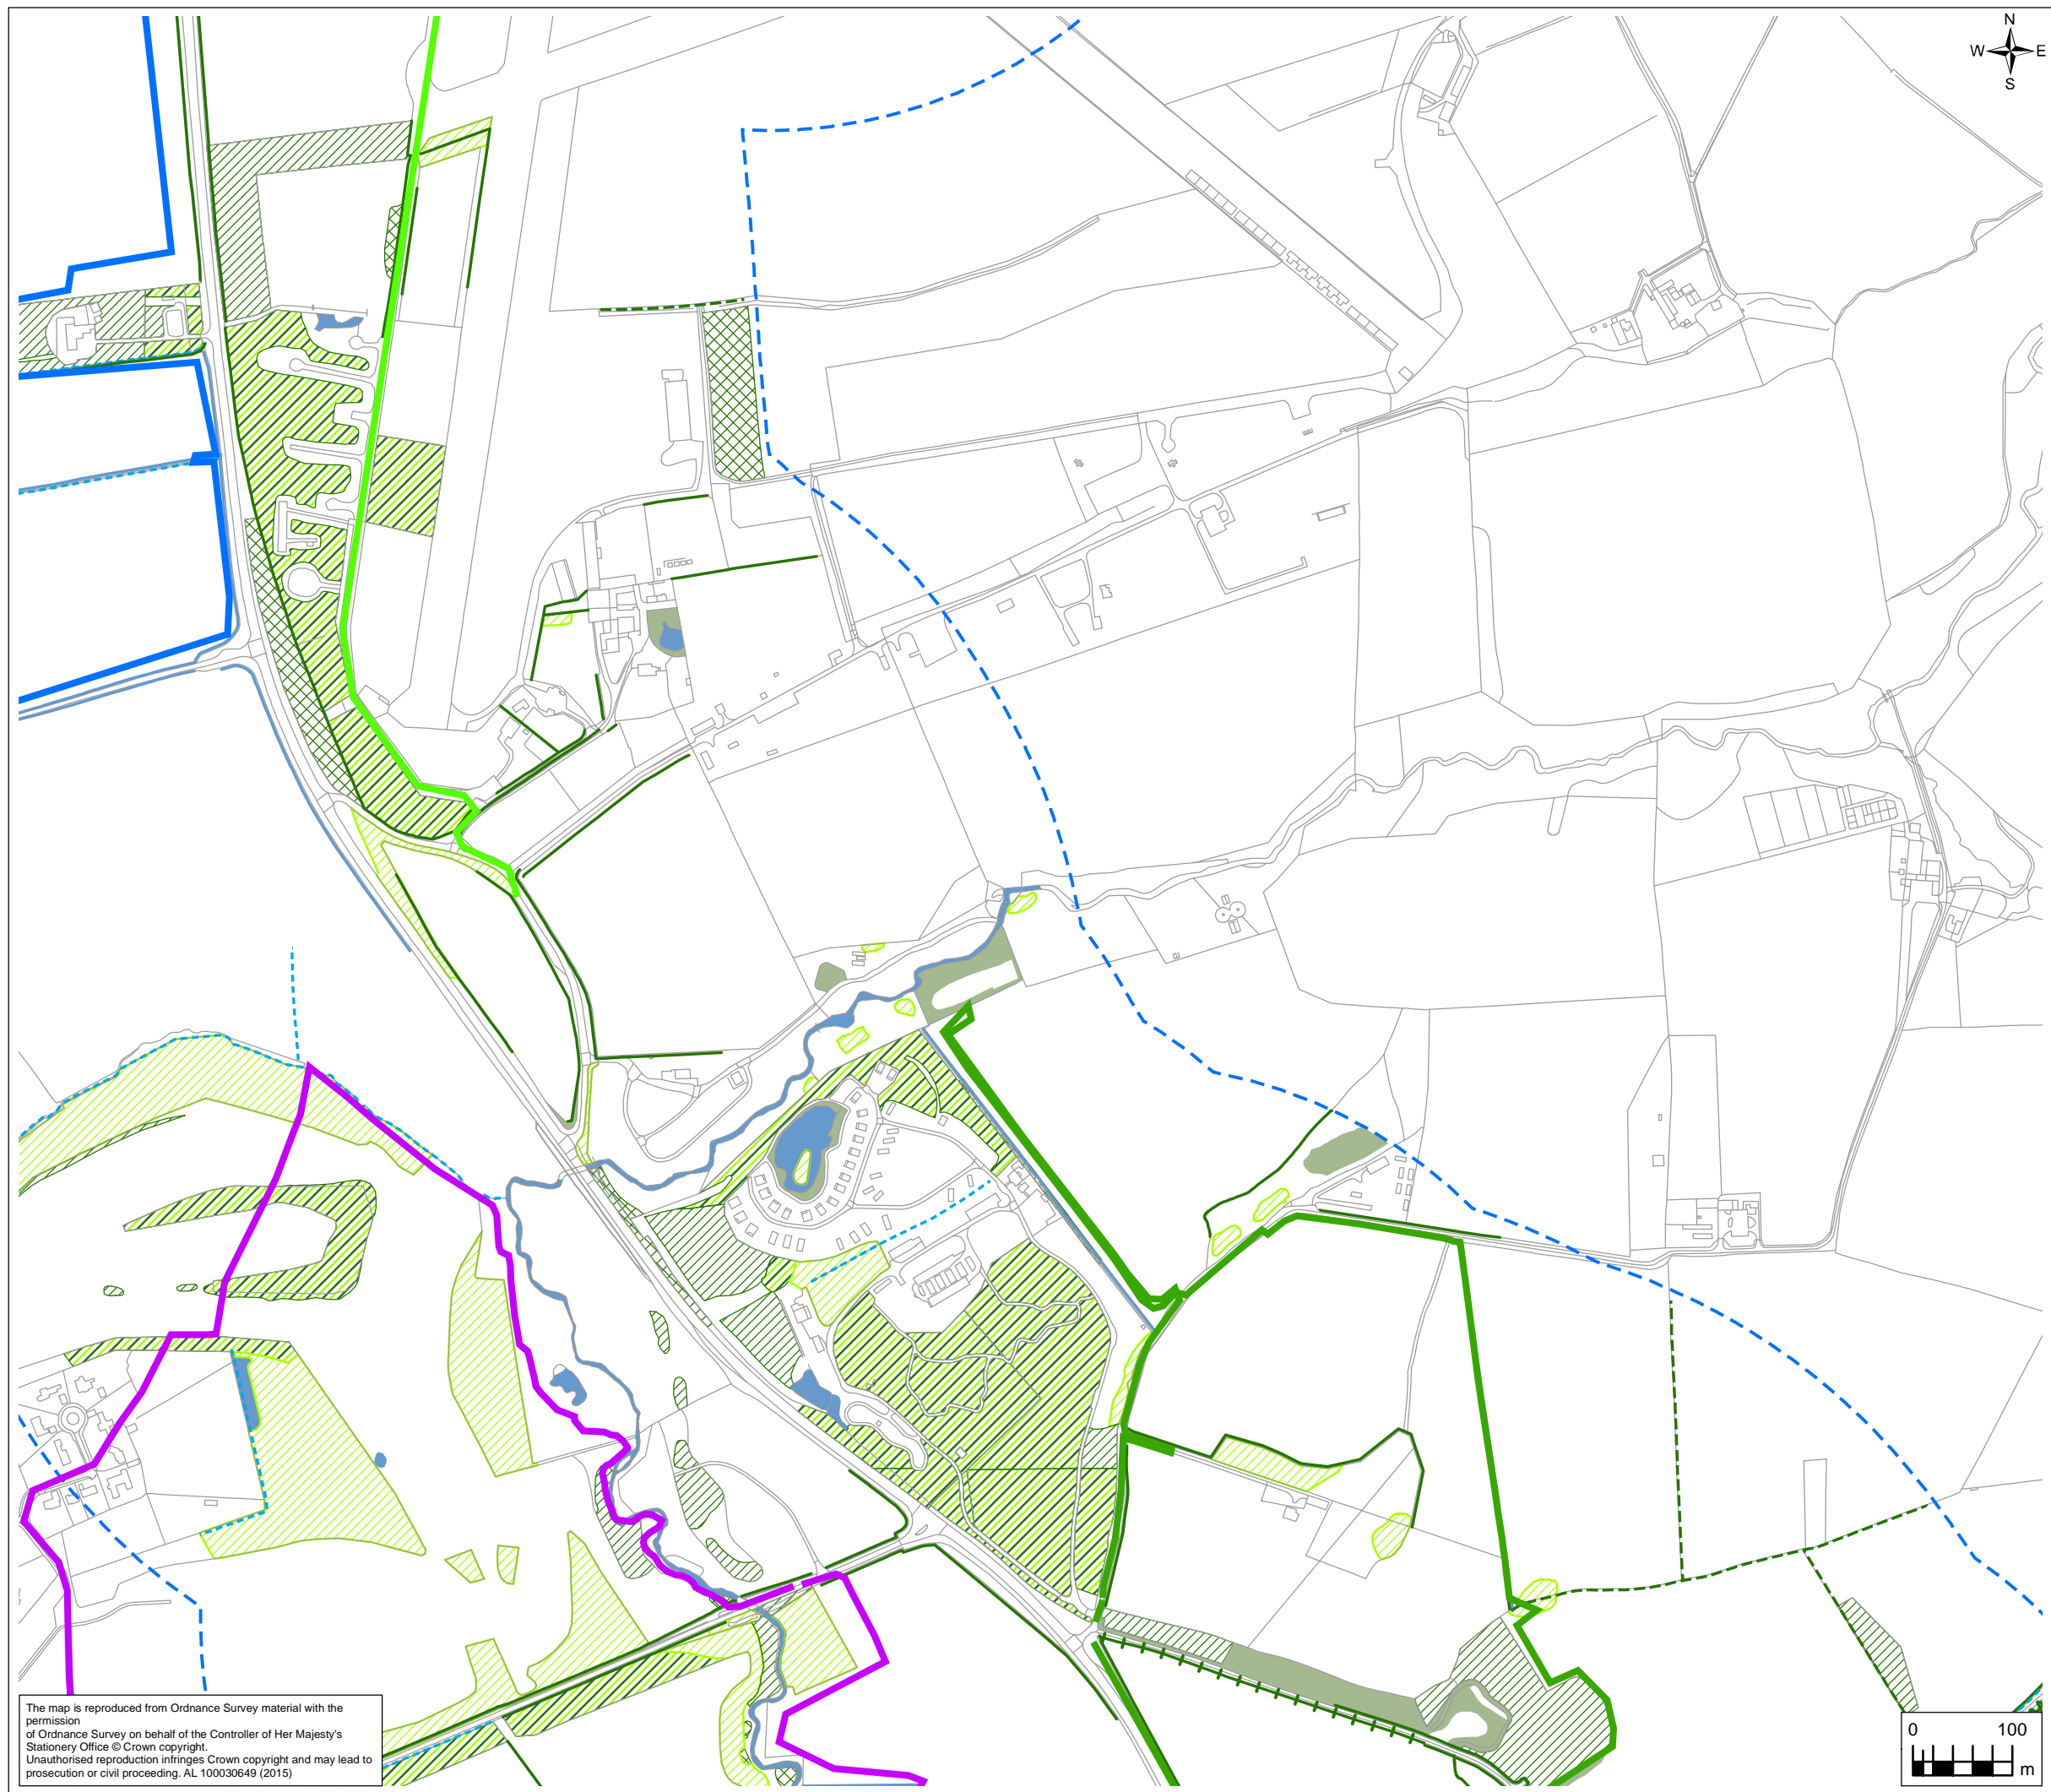 N
W E
S
The map is reproduced from Ordnance Survey material with the
permission
of Ordnance Survey on behalf of the Controller of Her Majesty's
Stationery Office © Crown copyright.
Unauthorised reproduction infringes Crown copyright and may lead to
prosecution or civil proceeding. AL 100030649 (2015)
0 100
m